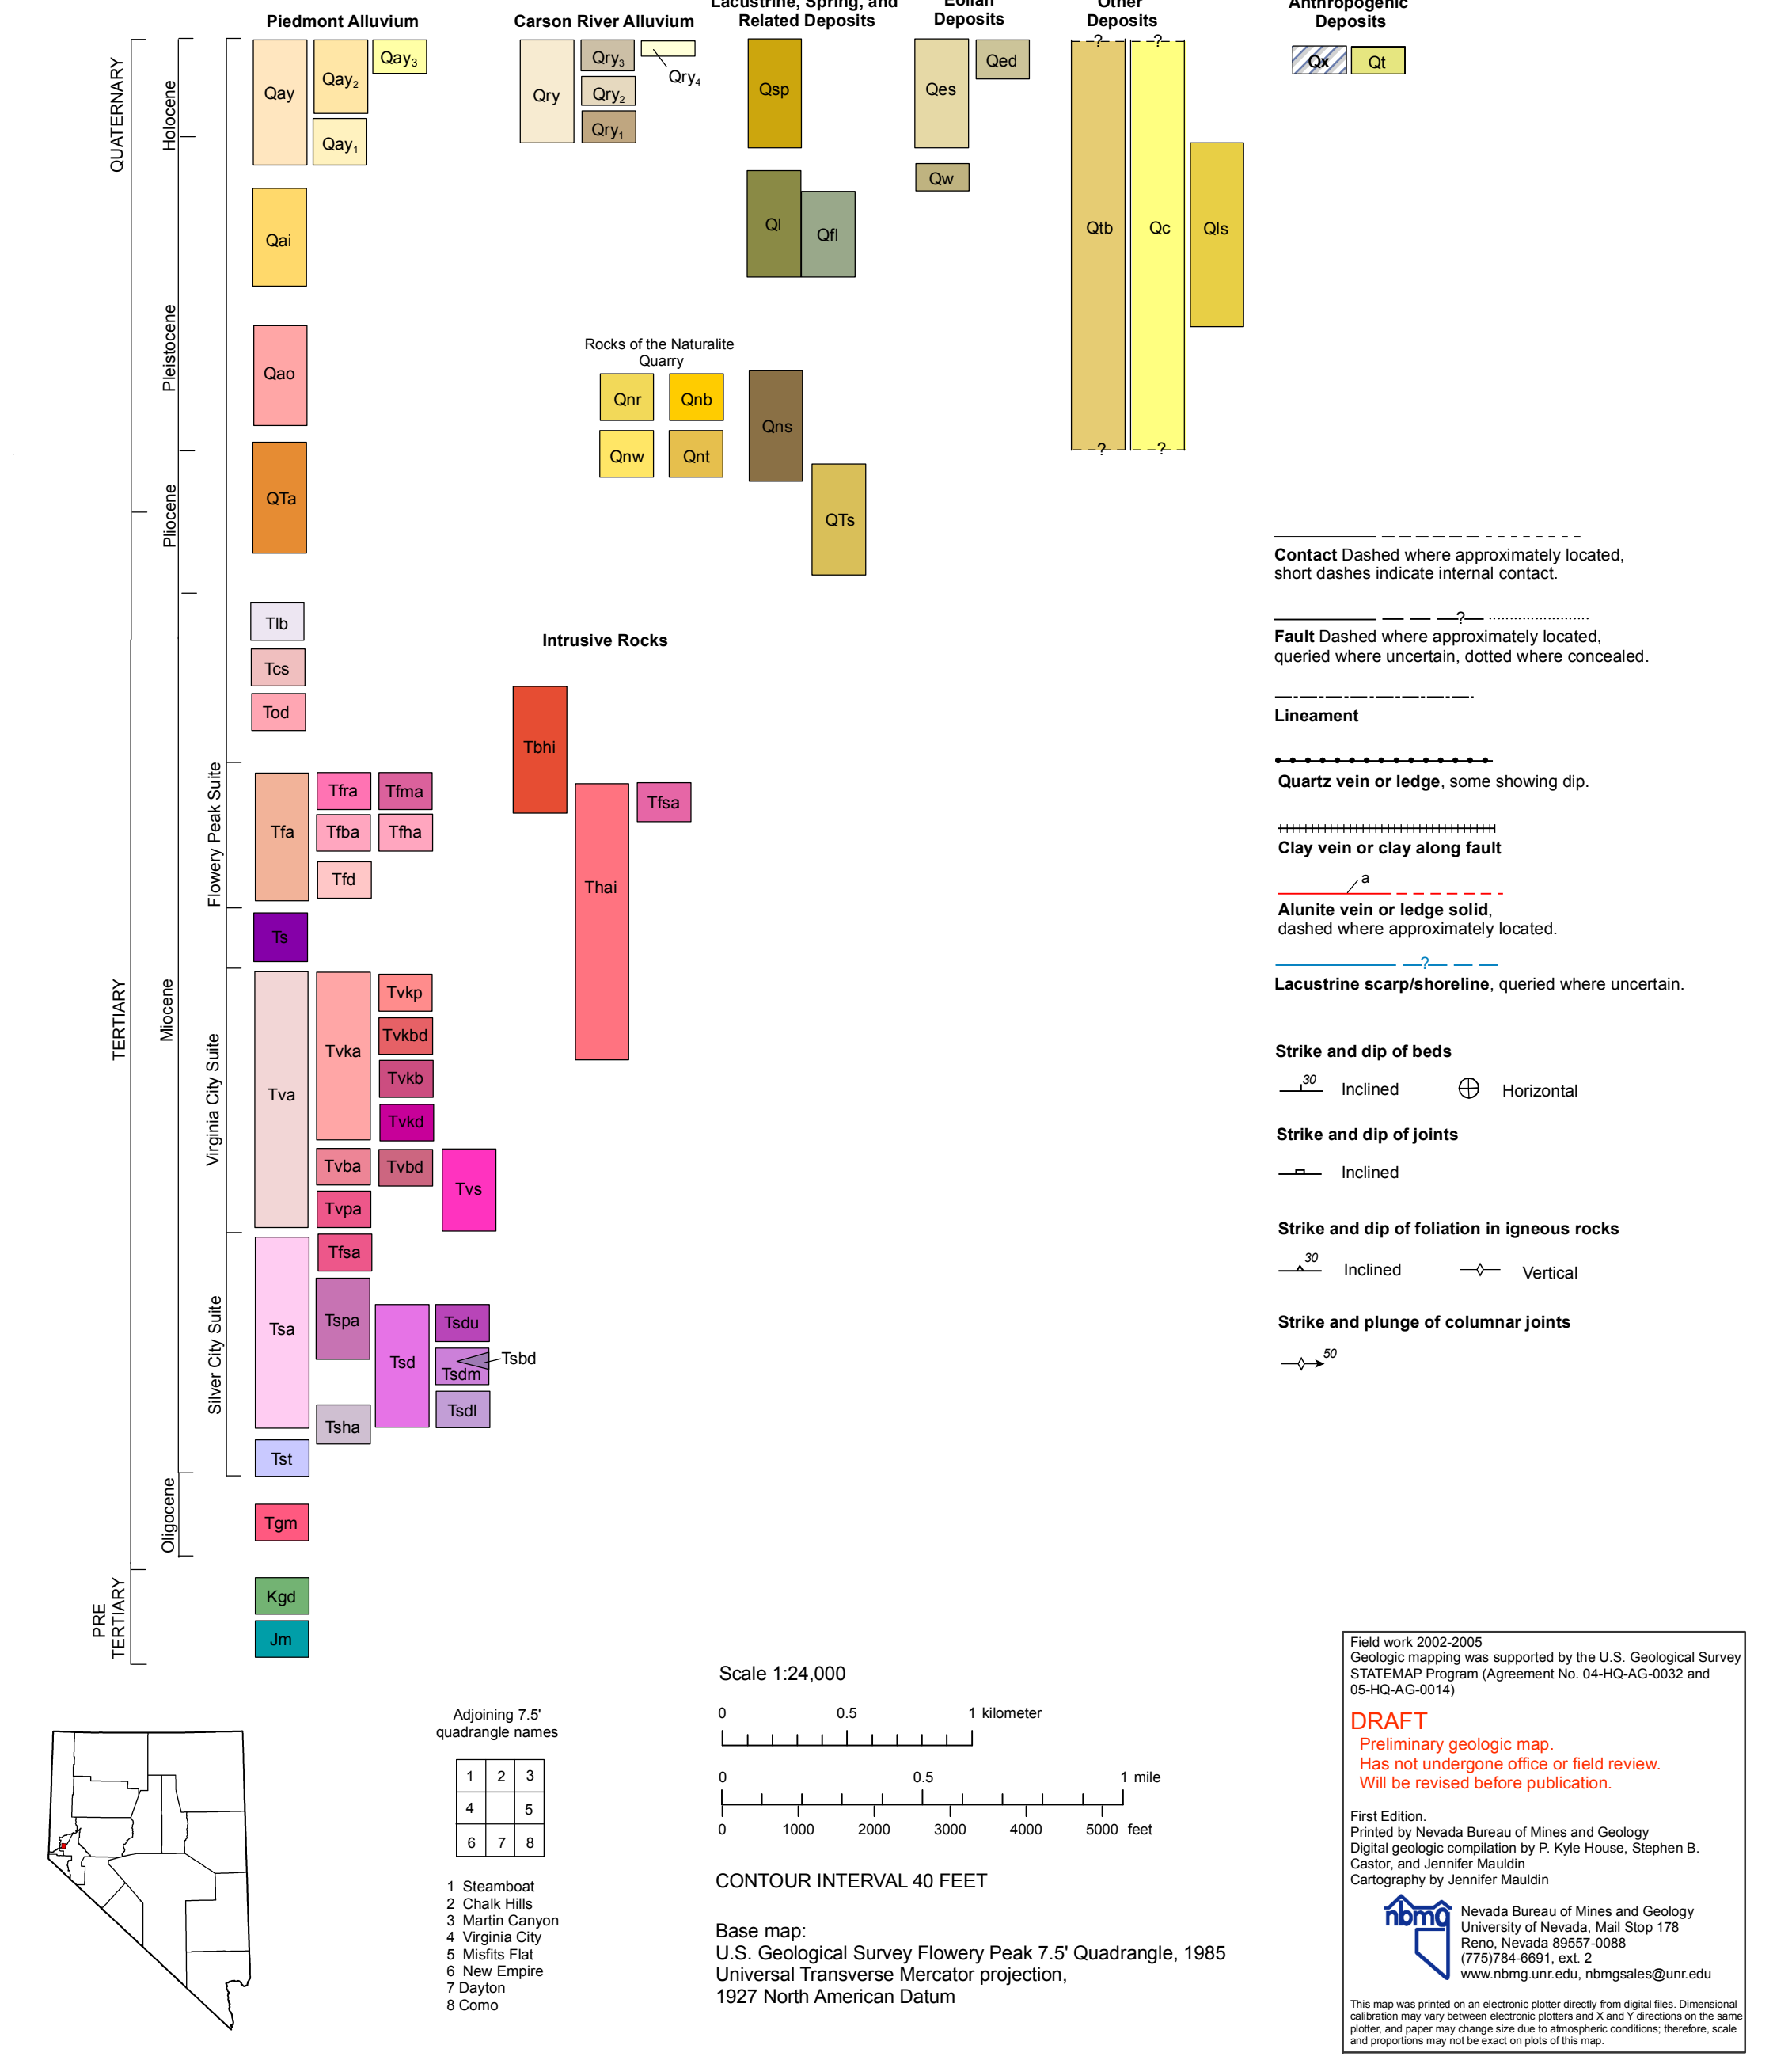 Piedmont Alluvium
Carson River Alluvium
Lacustrine, Spring, and
Related Deposits
Eolian
Deposits
Other
Deposits
Anthropogenic
Deposits
QUATERNARY
Holocene
Pleistocene
Pliocene
TERTIARY
Miocene
Oligocene
PRE
TERTIARY
Flowery Peak Suite
Virginia City Suite
Silver City Suite
Qay
Qay2
Qay3
Qay1
Qai
Qao
QTa
Qry
Qry3
Qry4
Qry2
Qry1
Qsp
Ql
Qfl
Qes
Qed
Qw
?
?
Qtb
Qc
Qls
?
?
Qx
Qt
Rocks of the Naturalite
Quarry
Qnr
Qnb
Qnw
Qnt
Qns
QTs
Tlb
Tcs
Tod
Tfa
Tfra
Tfma
Tfba
Tfha
Tfd
Ts
Tva
Tvka
Tvkp
Tvkbd
Tvkb
Tvkd
Tvba
Tvbd
Tvs
Tvpa
Tsa
Tfsa
Tspa
Tsd
Tsdu
Tsbd
Tsdm
Tsdl
Tsha
Tst
Tgm
Kgd
Jm
Intrusive Rocks
Tbhi
Thai
Tfsa
Contact Dashed where approximately located,
short dashes indicate internal contact.
?
Fault Dashed where approximately located,
queried where uncertain, dotted where concealed.
Lineament
Quartz vein or ledge, some showing dip.
Clay vein or clay along fault
a
Alunite vein or ledge solid,
dashed where approximately located.
?
Lacustrine scarp/shoreline, queried where uncertain.
Strike and dip of beds
30 Inclined Horizontal
Strike and dip of joints
Inclined
Strike and dip of foliation in igneous rocks
30 Inclined Vertical
Strike and plunge of columnar joints
50
Adjoining 7.5'
quadrangle names
1 2 3
4 5
6 7 8
1 Steamboat
2 Chalk Hills
3 Martin Canyon
4 Virginia City
5 Misfits Flat
6 New Empire
7 Dayton
8 Como
Scale 1:24,000
0 0.5 1 kilometer
0 0.5 1 mile
0 1000 2000 3000 4000 5000 feet
CONTOUR INTERVAL 40 FEET
Base map:
U.S. Geological Survey Flowery Peak 7.5' Quadrangle, 1985
Universal Transverse Mercator projection,
1927 North American Datum
Field work 2002-2005
Geologic mapping was supported by the U.S. Geological Survey
STATEMAP Program (Agreement No. 04-HQ-AG-0032 and
05-HQ-AG-0014)
DRAFT
Preliminary geologic map.
Has not undergone office or field review.
Will be revised before publication.
First Edition.
Printed by Nevada Bureau of Mines and Geology
Digital geologic compilation by P. Kyle House, Stephen B.
Castor, and Jennifer Mauldin
Cartography by Jennifer Mauldin
nbmg
Nevada Bureau of Mines and Geology
University of Nevada, Mail Stop 178
Reno, Nevada 89557-0088
(775)784-6691, ext. 2
www.nbmg.unr.edu, nbmgsales@unr.edu
This map was printed on an electronic plotter directly from digital files. Dimensional
calibration may vary between electronic plotters and X and Y directions on the same
plotter, and paper may change size due to atmospheric conditions; therefore, scale
and proportions may not be exact on plots of this map.